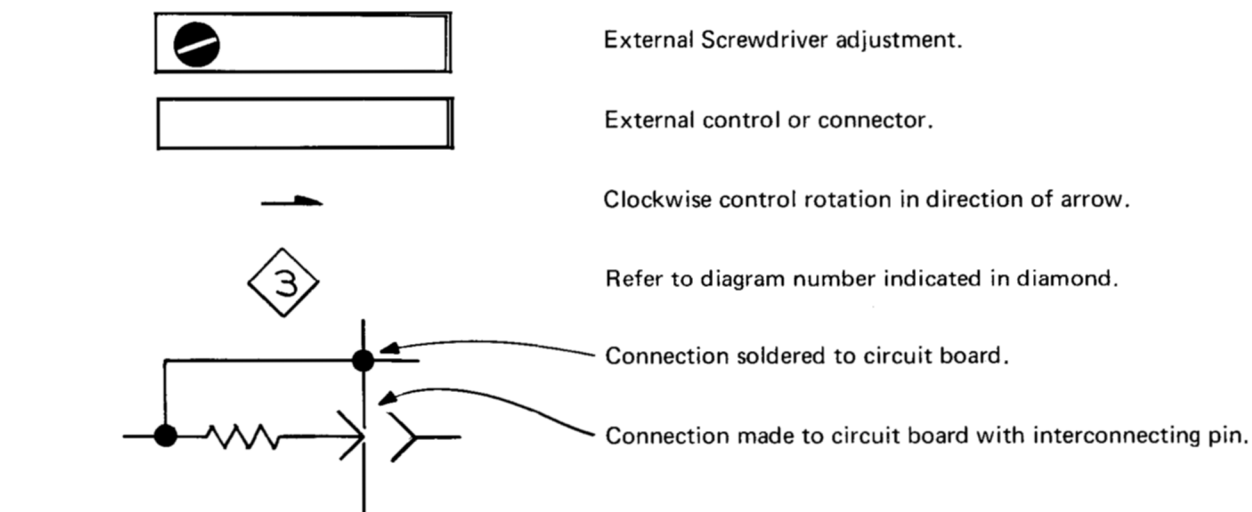 External Screwdriver adjustment.
External control or connector.
Clockwise control rotation in direction of arrow.
3
Refer to diagram number indicated in diamond.
Connection soldered to circuit board.
Connection made to circuit board with interconnecting pin.